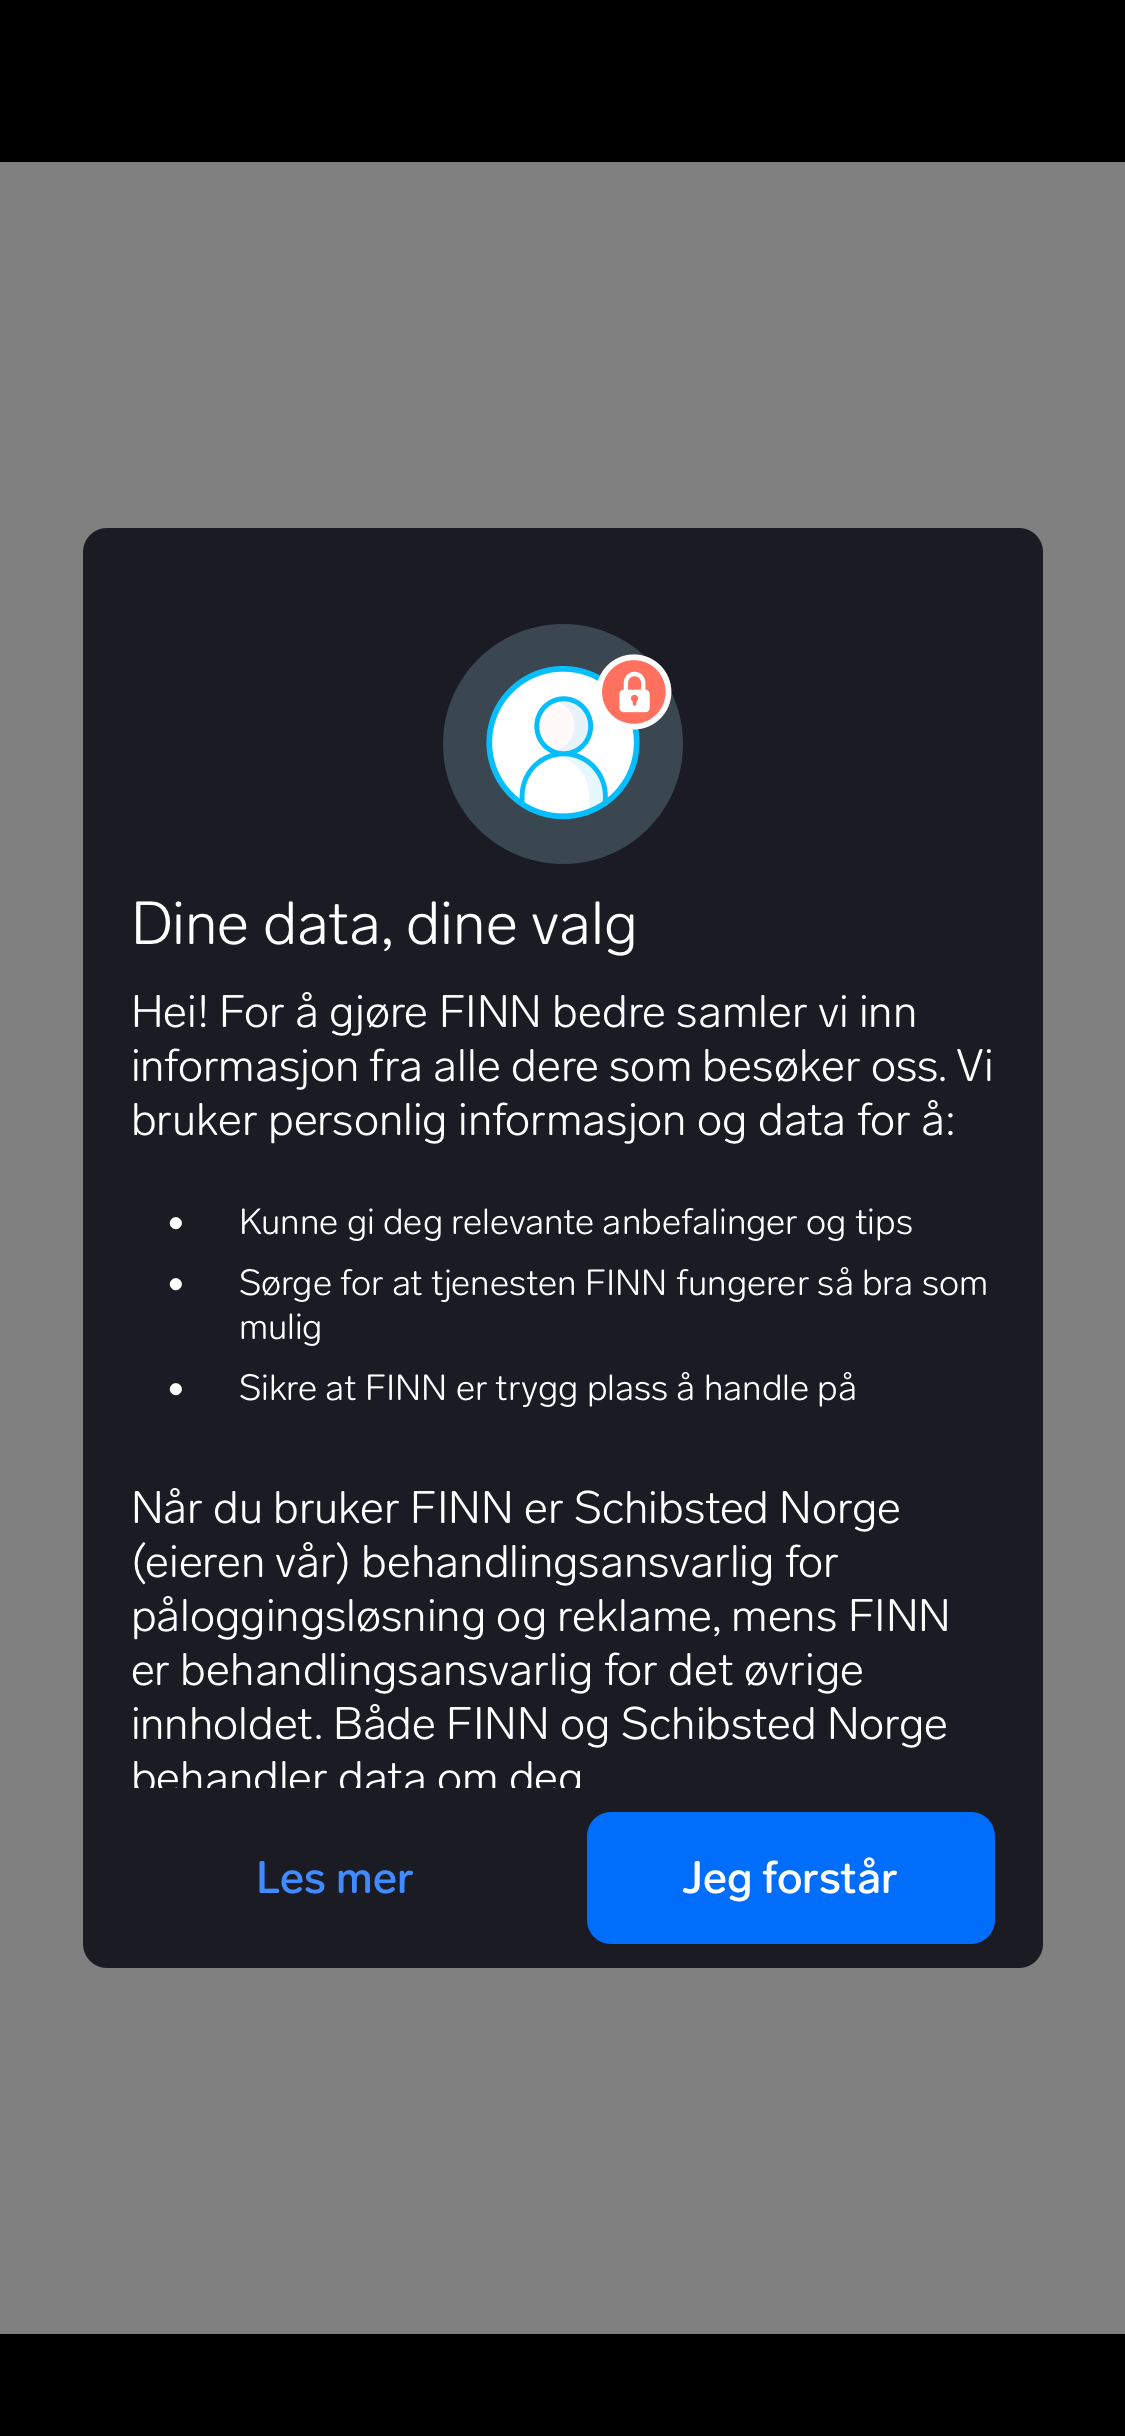 Dine data, dine valg
Hei! For å gjøre FINN bedre samler vi inn
informasjon fra alle dere som besøker oss. Vi
bruker personlig informasjon og data for å:
• Kunne gi deg relevante anbefalinger og tips
• Sørge for at tjenesten FINN fungerer så bra som
mulig
• Sikre at FINN er trygg plass å handle på
Når du bruker FINN er Schibsted Norge
(eieren vår) behandlingsansvarlig for
påloggingsløsning og reklame, mens FINN
er behandlingsansvarlig for det øvrige
innholdet. Både FINN og Schibsted Norge
behandler data om deg
Les mer
Jeg forstår